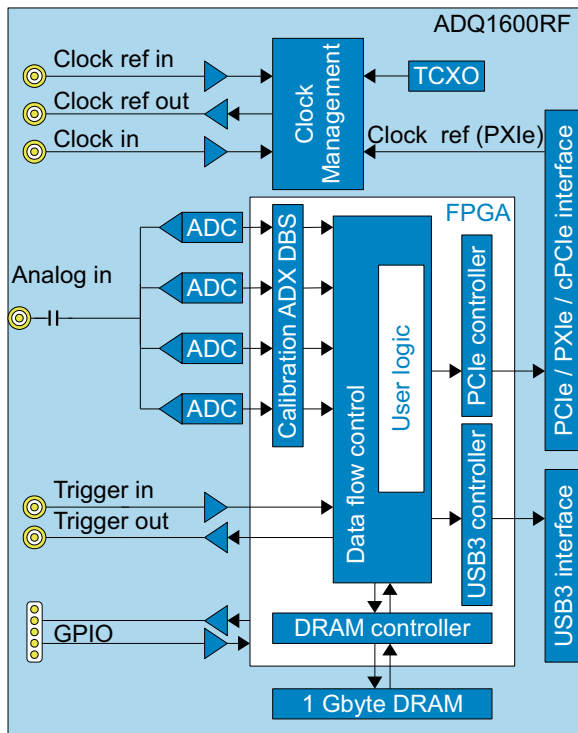 ADQ1600RF
Clock ref in
Clock ref out
Clock in
Clock
Management
TCXO
Clock ref (PXIe)
PCIe / PXIe / cPCIe interface
FPGA
Analog in
ADC
ADC
ADC
ADC
Calibration ADX DBS
Data flow control
User logic
PCIe controller
USB3 controller
USB3 interface
Trigger in
Trigger out
GPIO
DRAM controller
1 Gbyte DRAM